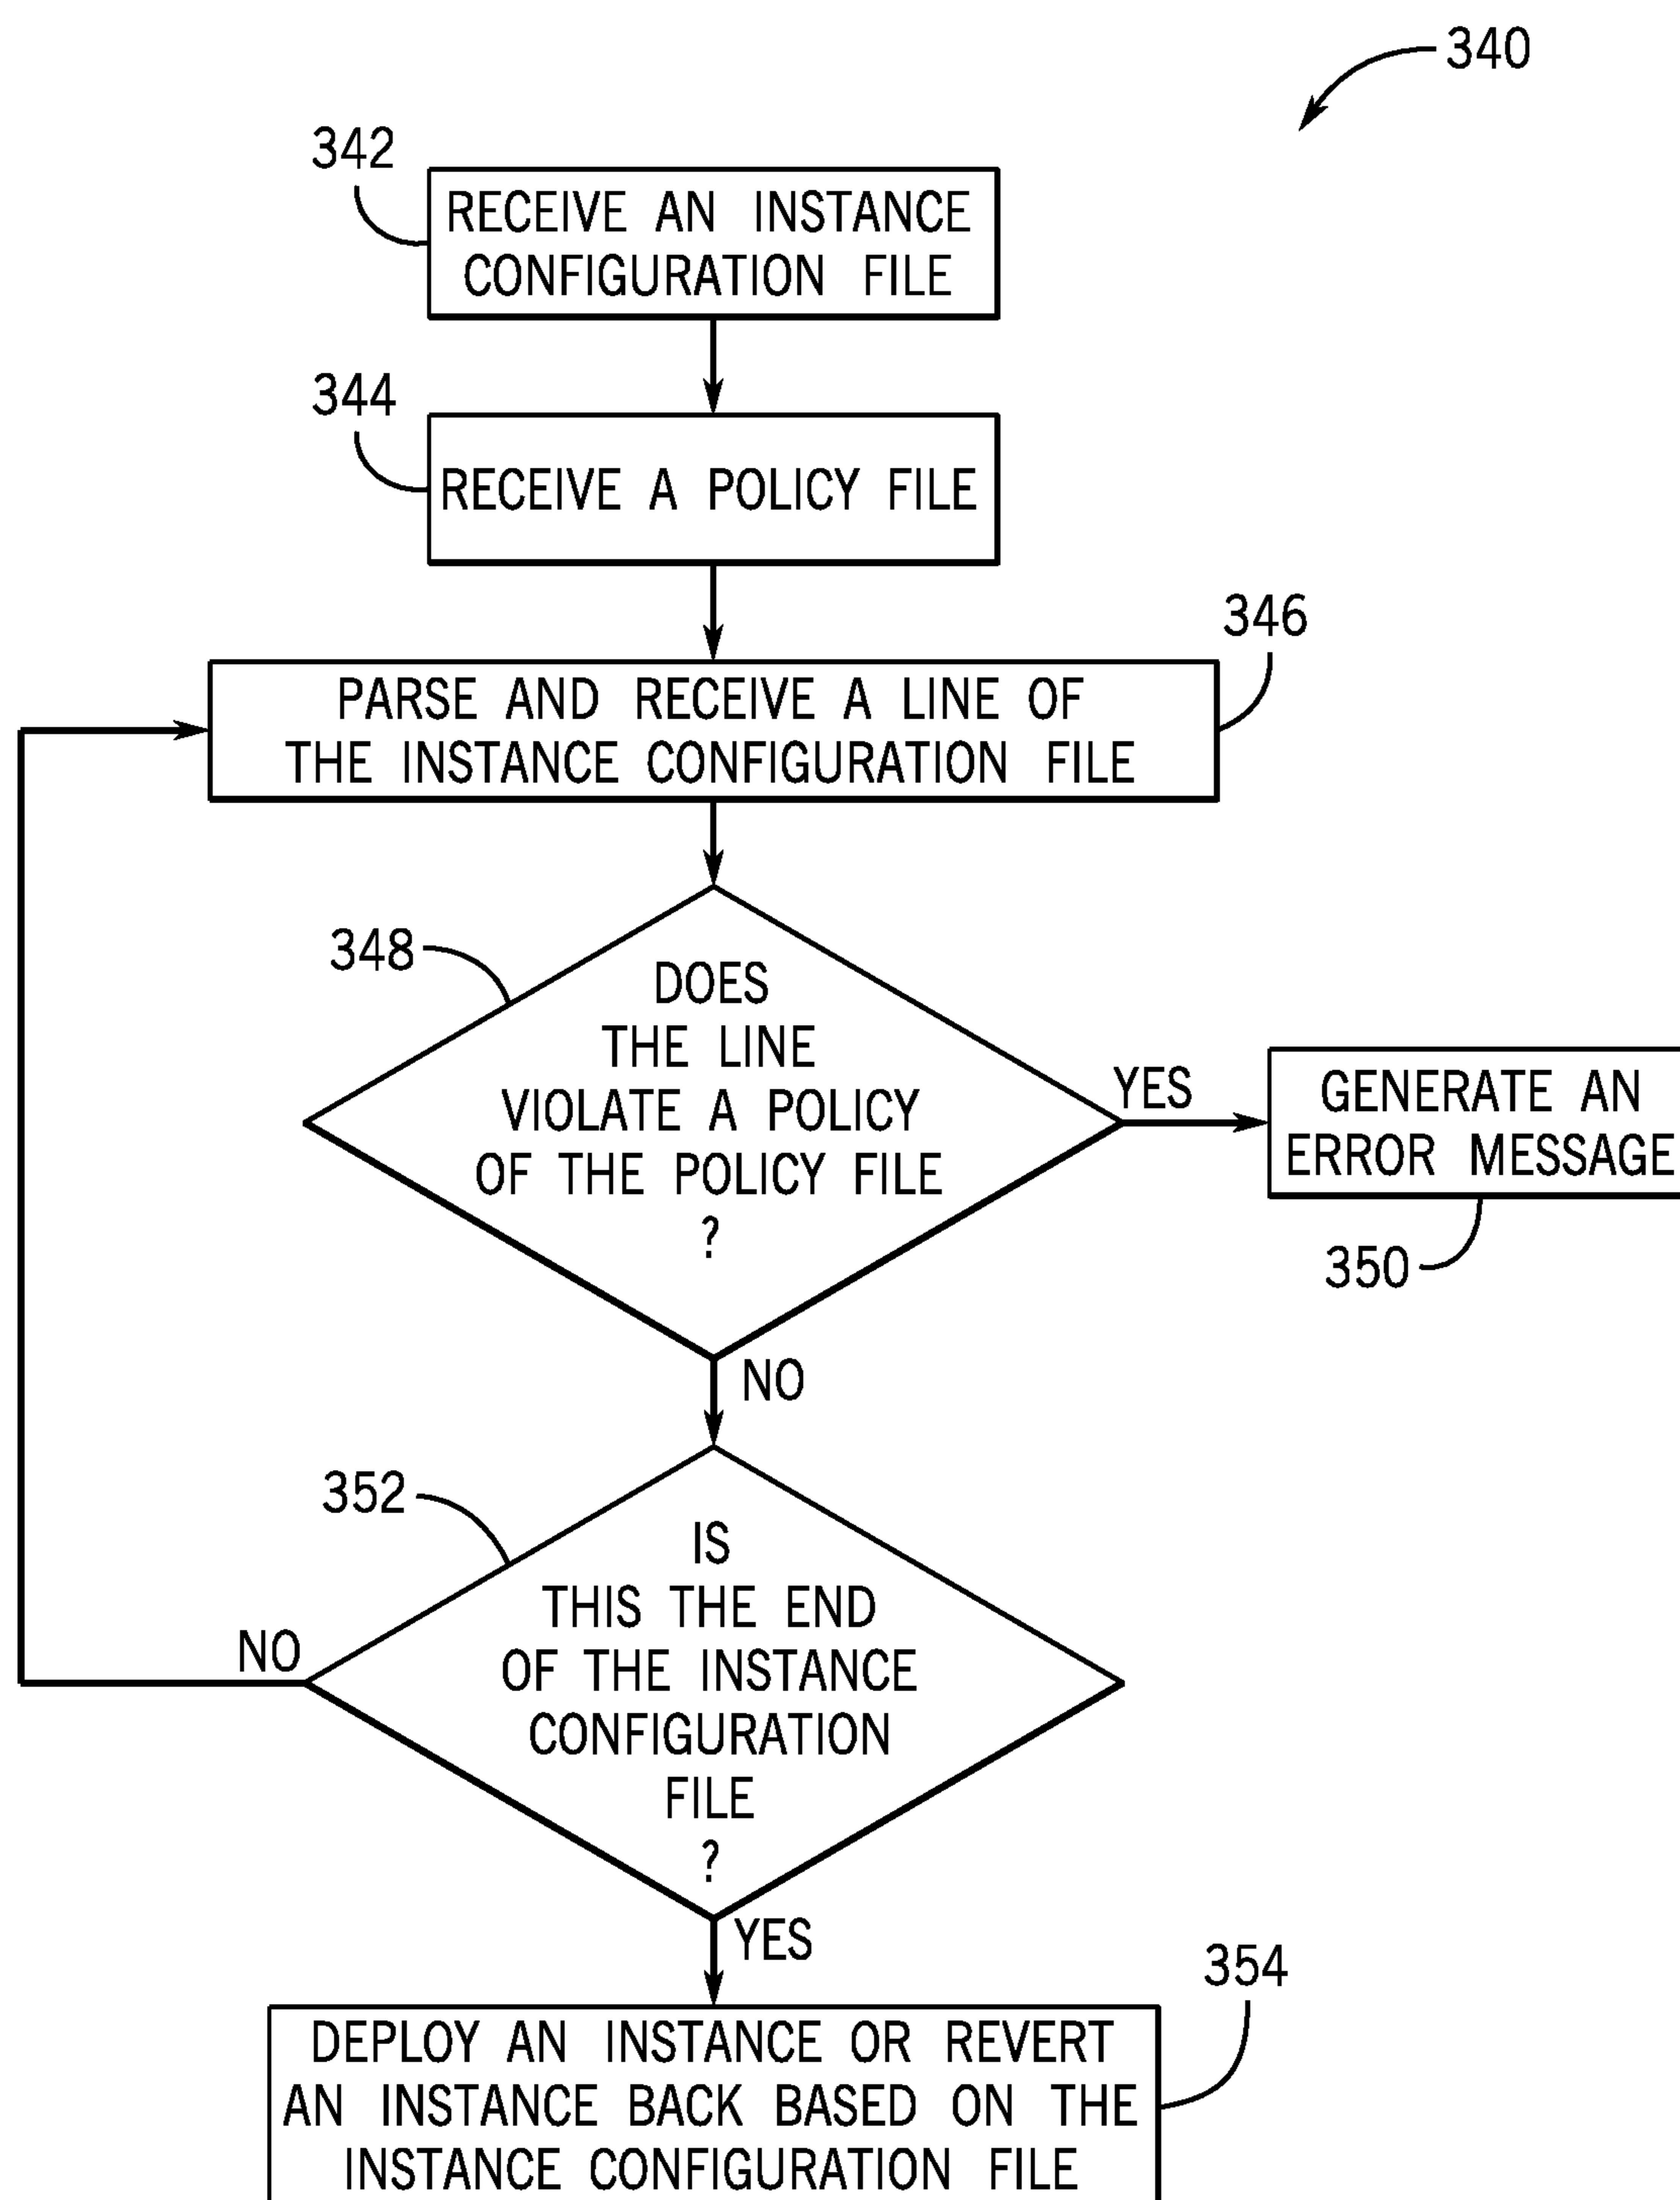 340
342
RECEIVE AN INSTANCE
CONFIGURATION FILE
344
RECEIVE A POLICY FILE
346
PARSE AND RECEIVE A LINE OF
THE INSTANCE CONFIGURATION FILE
348
DOES
THE LINE
VIOLATE A POLICY
OF THE POLICY FILE
?
YES
GENERATE AN
ERROR MESSAGE
350
NO
352
IS
THIS THE END
OF THE INSTANCE
CONFIGURATION
FILE
?
NO
YES
354
DEPLOY AN INSTANCE OR REVERT
AN INSTANCE BACK BASED ON THE
INSTANCE CONFIGURATION FILE